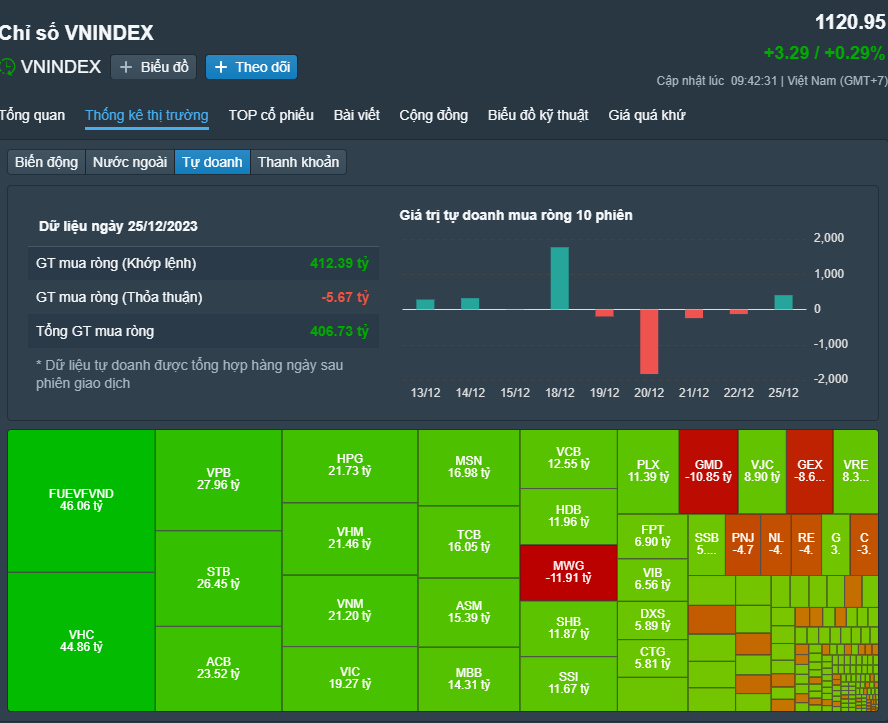 Chỉ số VNINDEX
1120.95
+3.29 / +0.29%
VNINDEX
+ Biểu đồ
+ Theo dõi
Cập nhật lúc 09:42:31 | Việt Nam (GMT+7)
Tổng quan Thống kê thị trường TOP cổ phiếu Bài viết Cộng đồng Biểu đồ kỹ thuật Giá quá khứ
Biến động Nước ngoài Tự doanh Thanh khoản
Dữ liệu ngày 25/12/2023
GT mua ròng (Khớp lệnh) 412.39 tỷ
GT mua ròng (Thỏa thuận) -5.67 tỷ
Tổng GT mua ròng 406.73 tỷ
* Dữ liệu tự doanh được tổng hợp hàng ngày sau
phiên giao dịch
Giá trị tự doanh mua ròng 10 phiên
2,000
1,000
0
-1,000
-2,000
13/12 14/12 15/12 18/12 19/12 20/12 21/12 22/12 25/12
FUEVFVND
46.06 tỷ
VHC
44.86 tỷ
VPB
27.96 tỷ
STB
26.45 tỷ
ACB
23.52 tỷ
HPG
21.73 tỷ
VHM
21.46 tỷ
VNM
21.20 tỷ
VIC
19.27 tỷ
MSN
16.98 tỷ
TCB
16.05 tỷ
ASM
15.39 tỷ
MBB
14.31 tỷ
VCB
12.55 tỷ
HDB
11.96 tỷ
MWG
-11.91 tỷ
SHB
11.87 tỷ
SSI
11.67 tỷ
PLX
11.39 tỷ
GMD
-10.85 tỷ
VJC
8.90 tỷ
GEX
-8.6...
VRE
8.3...
FPT
6.90 tỷ
VIB
6.56 tỷ
DXS
5.89 tỷ
CTG
5.81 tỷ
SSB
5....
PNJ
-4.7
NL
-4.
RE
-4.
G
3.
C
-3.